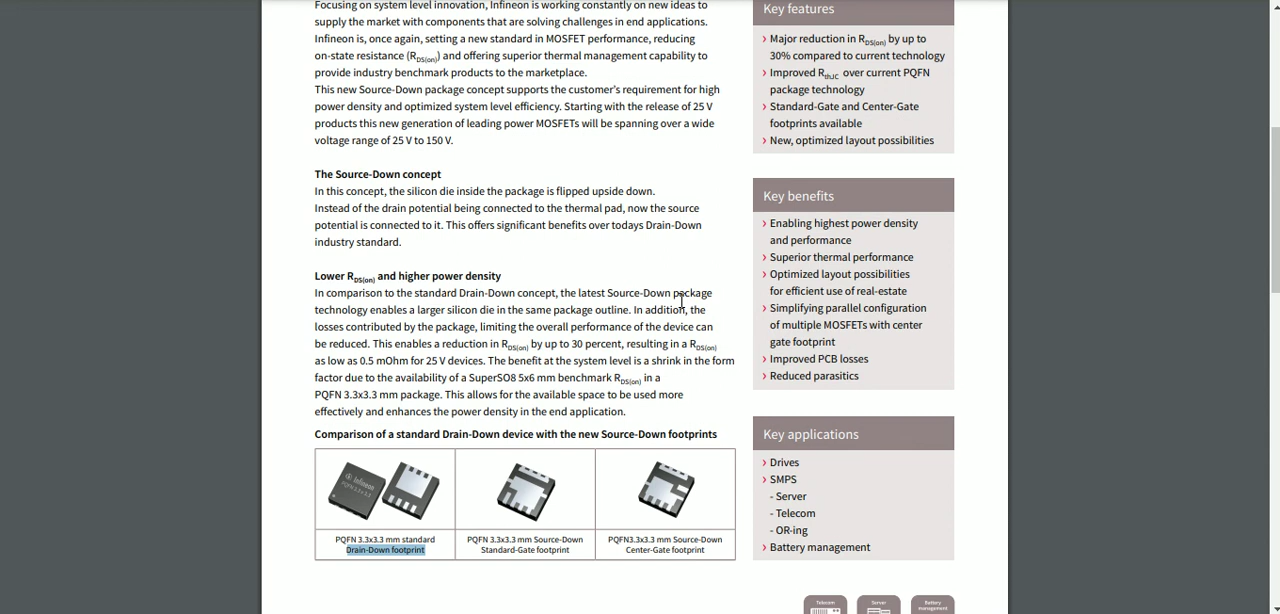 Focusing on system level innovation, Infineon is working constantly on new ideas to
supply the market with components that are solving challenges in end applications.
Infineon is, once again, setting a new standard in MOSFET performance, reducing
on-state resistance (RDS(on)) and offering superior thermal management capability to
provide industry benchmark products to the marketplace.
This new Source-Down package concept supports the customer's requirement for high
power density and optimized system level efficiency. Starting with the release of 25 V
products this new generation of leading power MOSFETs will be spanning over a wide
voltage range of 25 V to 150 V.
The Source-Down concept
In this concept, the silicon die inside the package is flipped upside down.
Instead of the drain potential being connected to the thermal pad, now the source
potential is connected to it. This offers significant benefits over todays Drain-Down
industry standard.
Lower RDS(on) and higher power density
In comparison to the standard Drain-Down concept, the latest Source-Down package
technology enables a larger silicon die in the same package outline. In addition, the
losses contributed by the package, limiting the overall performance of the device can
be reduced. This enables a reduction in RDS(on) by up to 30 percent, resulting in a RDS(on)
as low as 0.5 mOhm for 25 V devices. The benefit at the system level is a shrink in the form
factor due to the availability of a SuperSO8 5x6 mm benchmark RDS(on) in a
PQFN 3.3x3.3 mm package. This allows for the available space to be used more
effectively and enhances the power density in the end application.
Comparison of a standard Drain-Down device with the new Source-Down footprints
Infineon
PQFN 3.3 x 3.3
PQFN 3.3x3.3 mm standard
Drain-Down footprint
PQFN 3.3x3.3 mm Source-Down
Standard-Gate footprint
PQFN3.3x3.3 mm Source-Down
Center-Gate footprint
Key features
› Major reduction in RDS(on) by up to
30% compared to current technology
› Improved RthJC over current PQFN
package technology
› Standard-Gate and Center-Gate
footprints available
› New, optimized layout possibilities
Key benefits
› Enabling highest power density
and performance
› Superior thermal performance
› Optimized layout possibilities
for efficient use of real-estate
› Simplifying parallel configuration
of multiple MOSFETs with center
gate footprint
› Improved PCB losses
› Reduced parasitics
Key applications
› Drives
› SMPS
- Server
- Telecom
- OR-ing
› Battery management
Telecom
Server
Battery
management